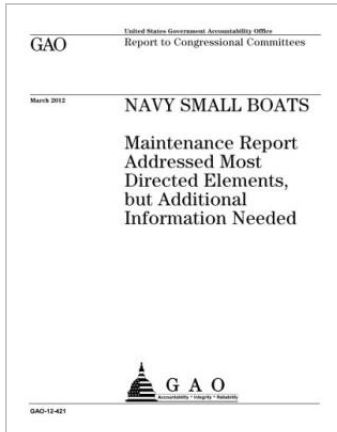 United States Government Accountability Office
GAO
Report to Congressional Committees
March 2012
NAVY SMALL BOATS
Maintenance Report
Addressed Most
Directed Elements,
but Additional
Information Needed
GAO
Accountability * Integrity * Reliability
GAO-12-421